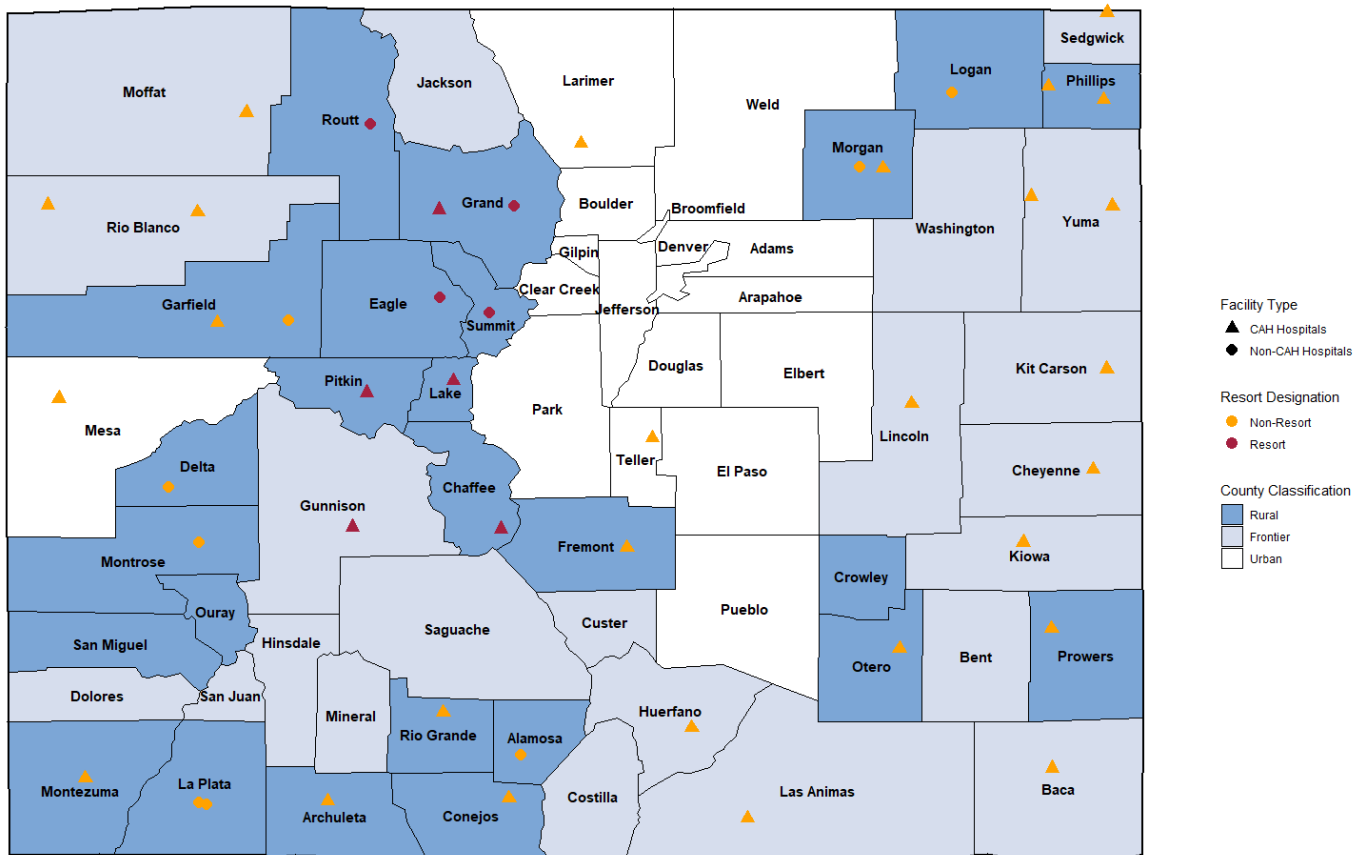 Sedgwick
Logan
Phillips
Larimer
Jackson
Moffat
Weld
Routt
Morgan
Boulder
Grand
Broomfield
Rio Blanco
Washington
Yuma
Gilpin
Denver
Adams
Clear Creek
Arapahoe
Garfield
Eagle
Summit
Jefferson
Douglas
Elbert
Kit Carson
Pitkin
Lake
Park
Mesa
Lincoln
Teller
El Paso
Cheyenne
Delta
Chaffee
Gunnison
Fremont
Montrose
Kiowa
Crowley
Ouray
Pueblo
Custer
Saguache
San Miguel
Hinsdale
Otero
Bent
Prowers
Dolores
San Juan
Mineral
Huerfano
Rio Grande
Alamosa
Montezuma
La Plata
Archuleta
Conejos
Costilla
Las Animas
Baca
Facility Type
CAH Hospitals
Non-CAH Hospitals
Resort Designation
Non-Resort
Resort
County Classification
Rural
Frontier
Urban